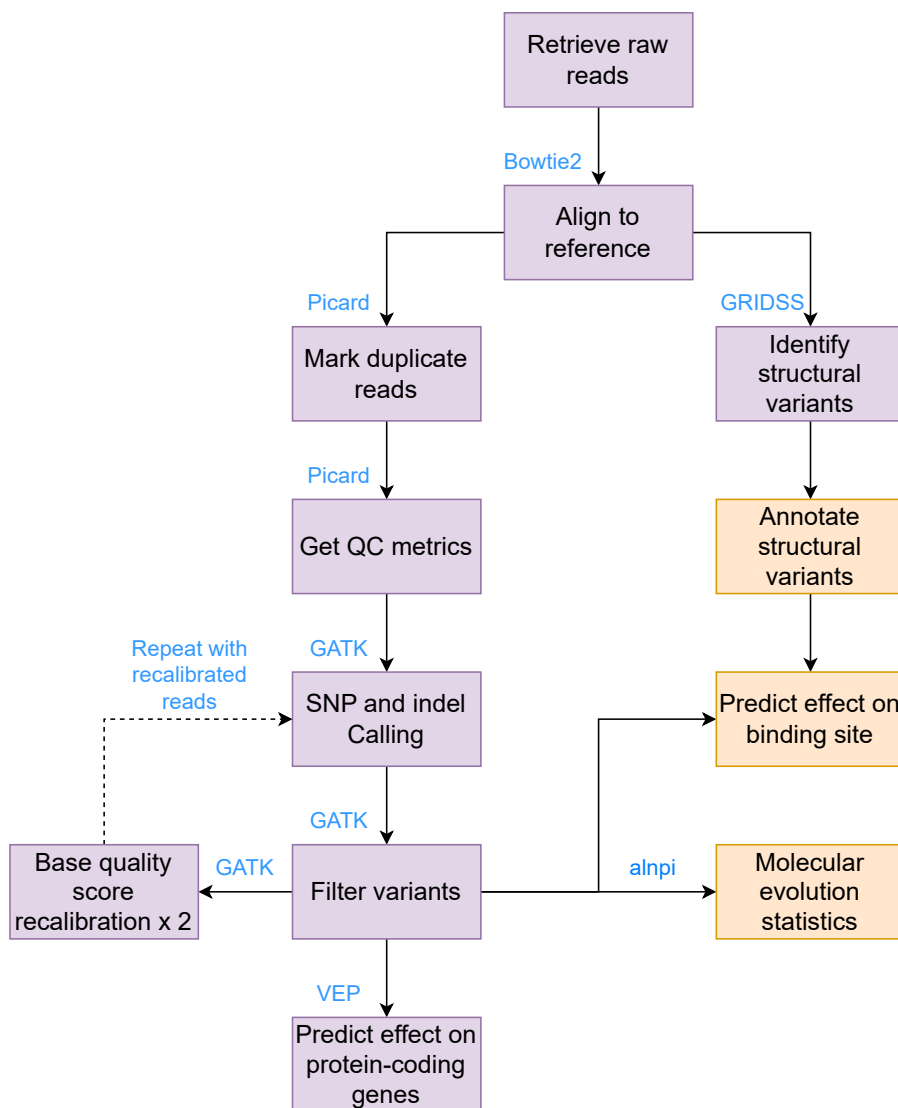 Retrieve raw
reads
Bowtie2
Align to
reference
Picard
GRIDSS
Mark duplicate
reads
Identify
structural
variants
Picard
Get QC metrics
Annotate
structural
variants
Repeat with
recalibrated
reads
GATK
SNP and indel
Calling
Predict effect on
binding site
GATK
Base quality
score
recalibration x 2
GATK
Filter variants
alnpi
Molecular
evolution
statistics
VEP
Predict effect on
protein-coding
genes